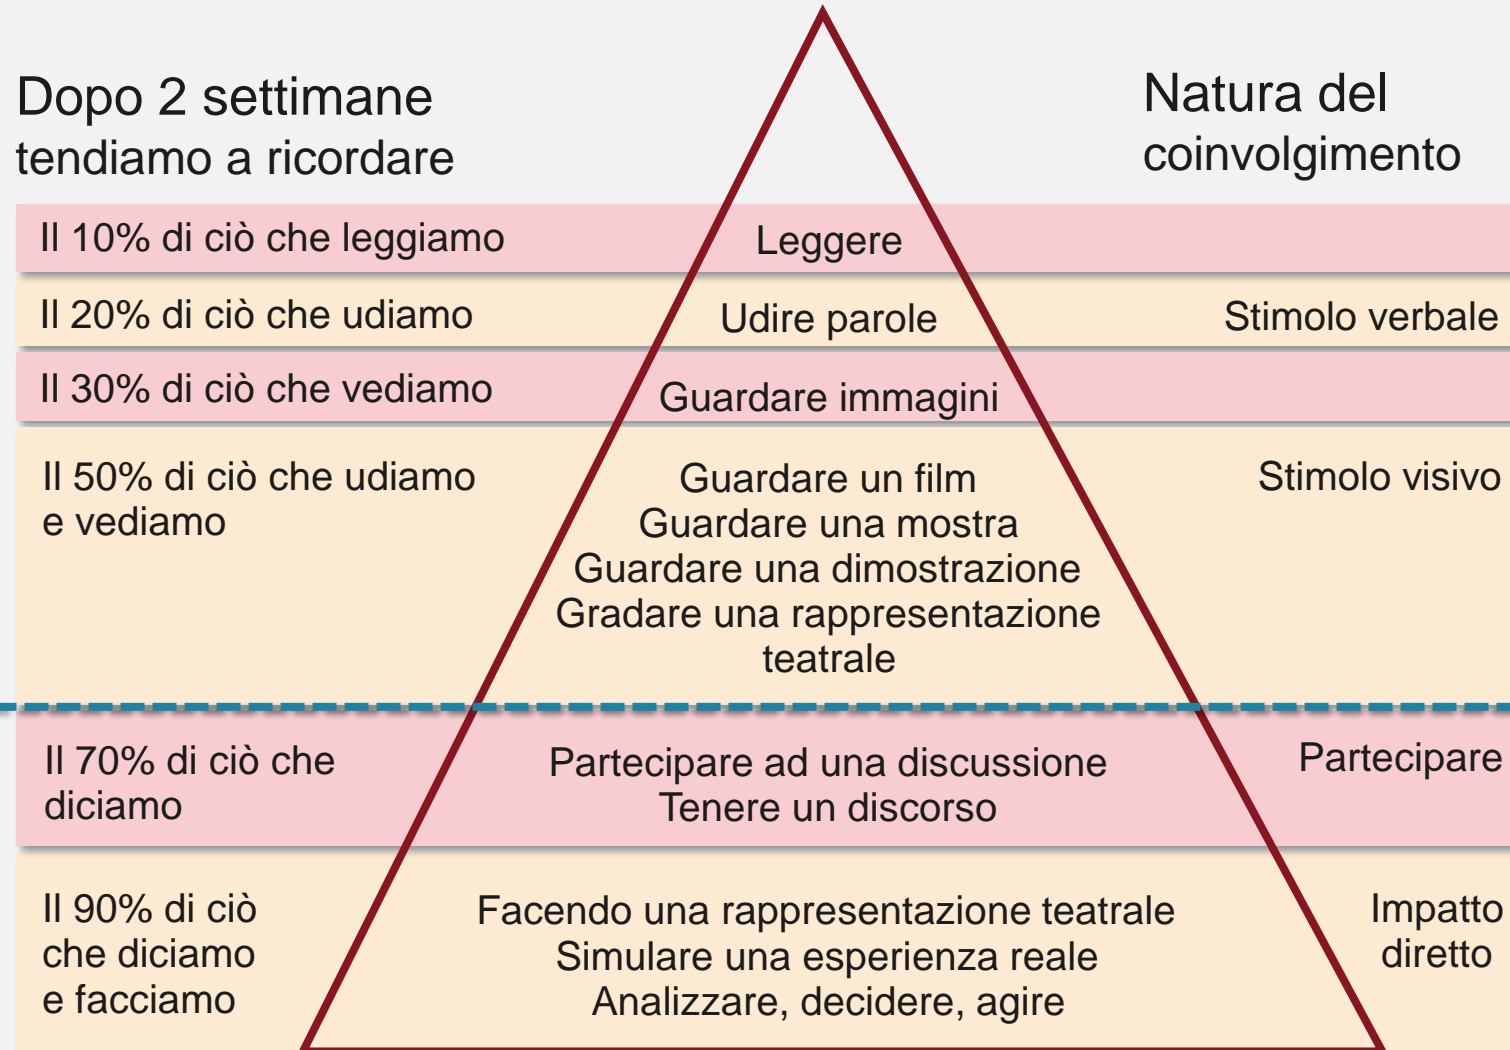 Dopo 2 settimane
tendiamo a ricordare
Natura del
coinvolgimento
Il 10% di ciò che leggiamo
Leggere
Il 20% di ciò che udiamo
Udire parole
Stimolo verbale
Il 30% di ciò che vediamo
Guardare immagini
Il 50% di ciò che udiamo
e vediamo
Guardare un film
Guardare una mostra
Guardare una dimostrazione
Gradare una rappresentazione
teatrale
Stimolo visivo
Il 70% di ciò che
diciamo
Partecipare ad una discussione
Tenere un discorso
Partecipare
Il 90% di ciò
che diciamo
e facciamo
Facendo una rappresentazione teatrale
Simulare una esperienza reale
Analizzare, decidere, agire
Impatto
diretto